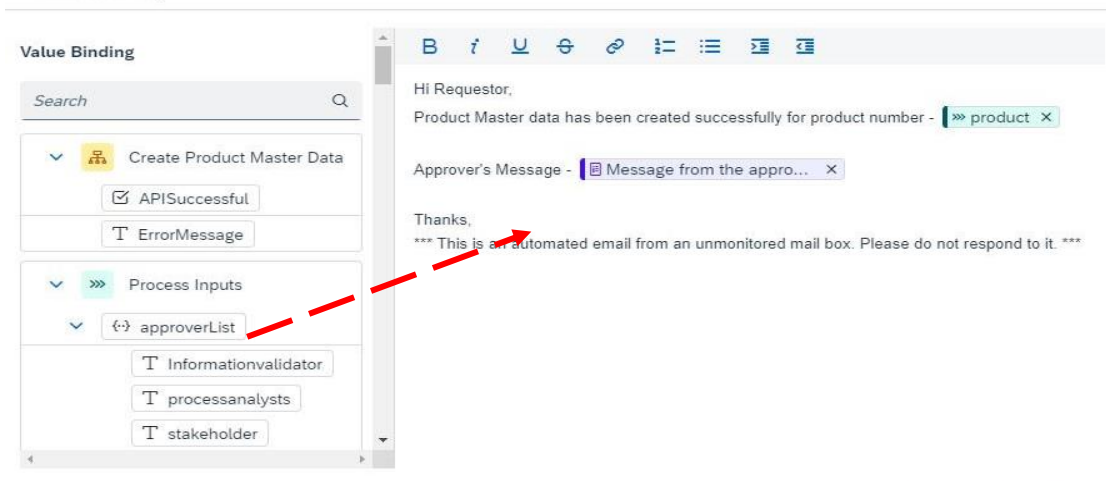 Value Binding
Search
Create Product Master Data
APISuccessful
T ErrorMessage
Process Inputs
approverList
T Informationvalidator
T processanalysts
T stakeholder
B i U S
Hi Requestor,
Product Master data has been created successfully for product number - product ×
Approver's Message - Message from the appro... ×
Thanks,
*** This is an automated email from an unmonitored mail box. Please do not respond to it. ***